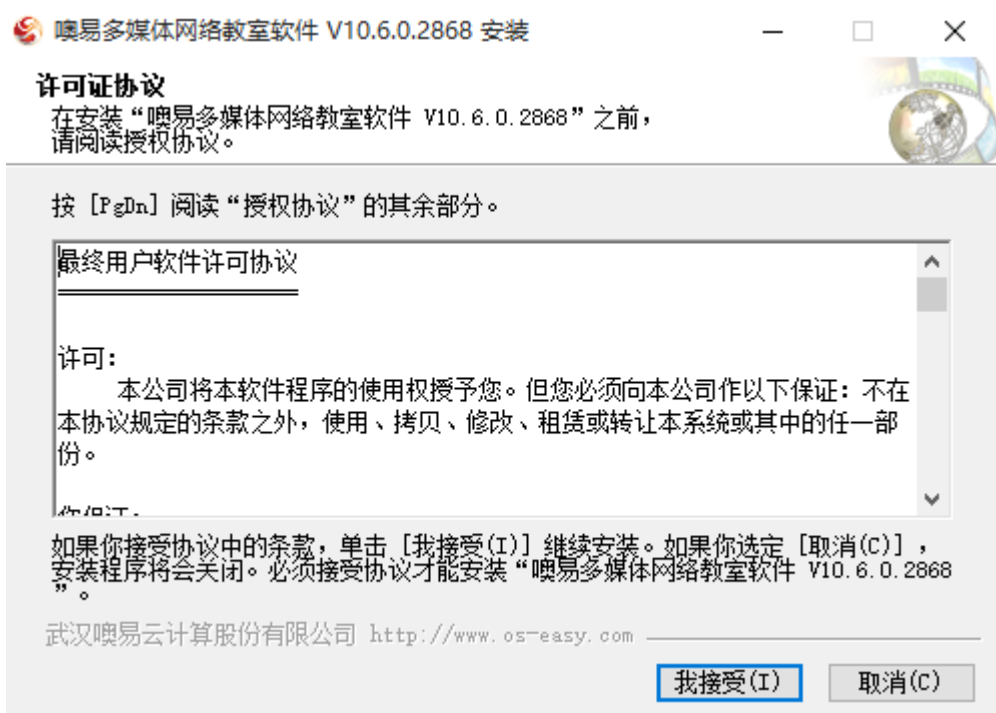 噢易多媒体网络教室软件 V10.6.0.2868 安装
许可证协议
在安装“噢易多媒体网络教室软件 V10.6.0.2868”之前,
请阅读授权协议。
按 [PgDn] 阅读“授权协议”的其余部分。
最终用户软件许可协议
══════════════════
许可:
本公司将本软件程序的使用权授予您。但您必须向本公司作以下保证: 不在
本协议规定的条款之外, 使用、拷贝、修改、租赁或转让本系统或其中的任一部
份。
你保证:
如果你接受协议中的条款, 单击 [我接受(I)] 继续安装。如果你选定 [取消(C)] ,
安装程序将会关闭。必须接受协议才能安装“噢易多媒体网络教室软件 V10.6.0.2868
”。
武汉噢易云计算股份有限公司 http://www.os-easy.com
我接受(I)
取消(C)